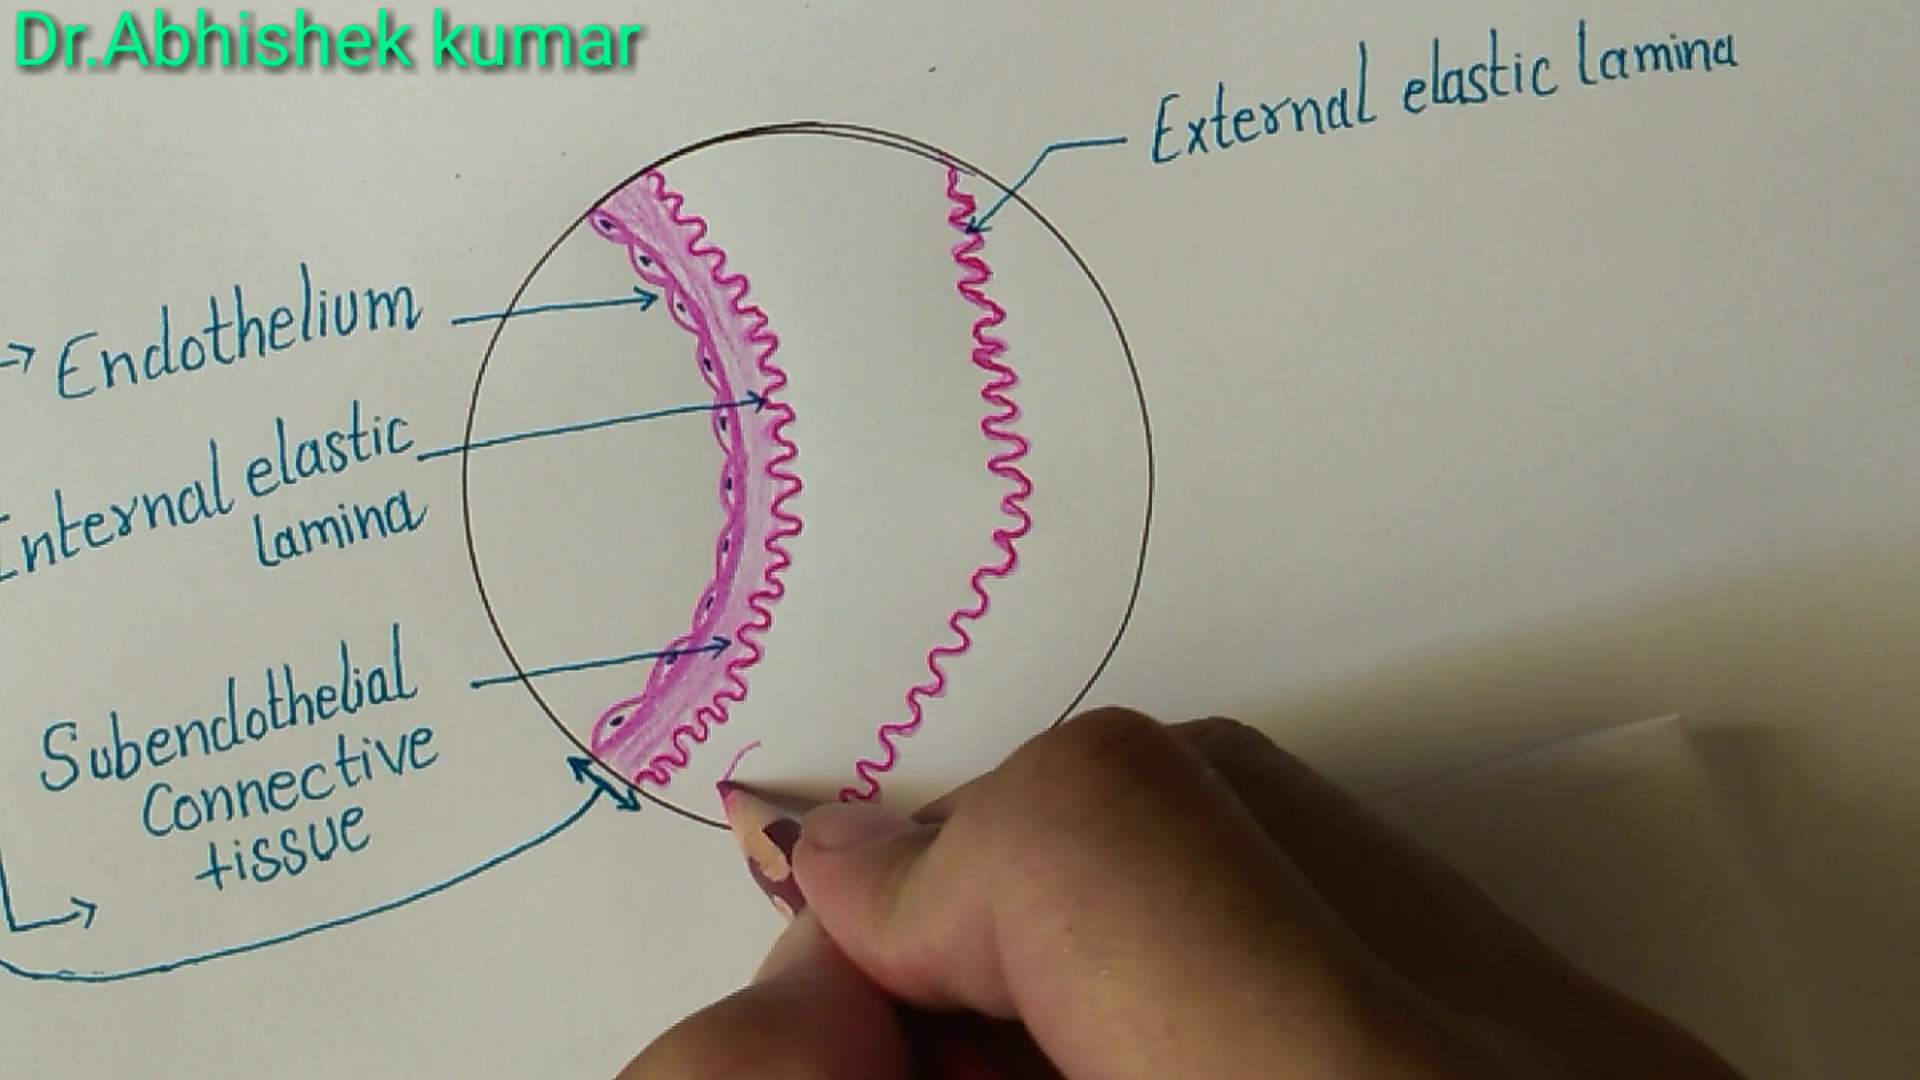 Dr.Abhishek kumar
External elastic lamina
→ Endothelium
Internal elastic
lamina
Subendothelial
Connective
tissue